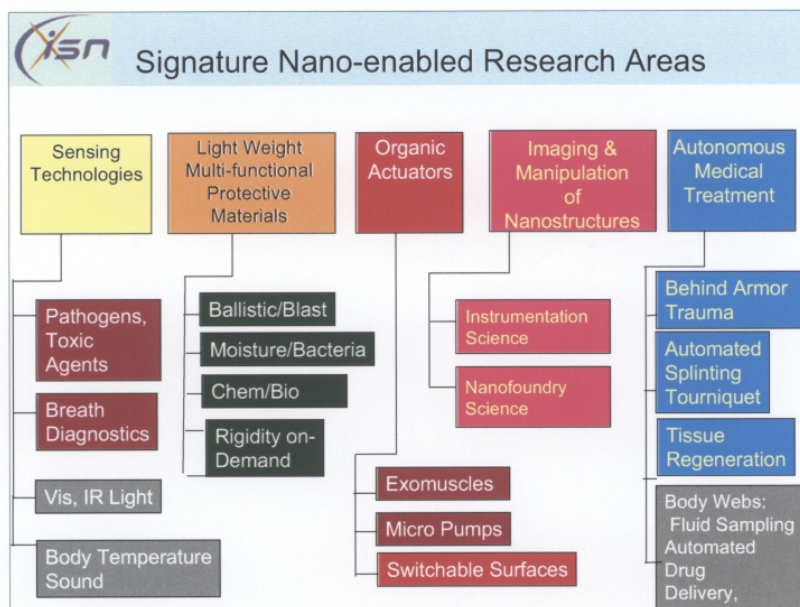 isn
Signature Nano-enabled Research Areas
Sensing
Technologies
Light Weight
Multi-functional
Protective
Materials
Organic
Actuators
Imaging &
Manipulation
of
Nanostructures
Autonomous
Medical
Treatment
Pathogens,
Toxic
Agents
Breath
Diagnostics
Vis, IR Light
Body Temperature
Sound
Ballistic/Blast
Moisture/Bacteria
Chem/Bio
Rigidity on-
Demand
Exomuscles
Micro Pumps
Switchable Surfaces
Instrumentation
Science
Nanofoundry
Science
Behind Armor
Trauma
Automated
Splinting
Tourniquet
Tissue
Regeneration
Body Webs:
Fluid Sampling
Automated
Drug
Delivery,